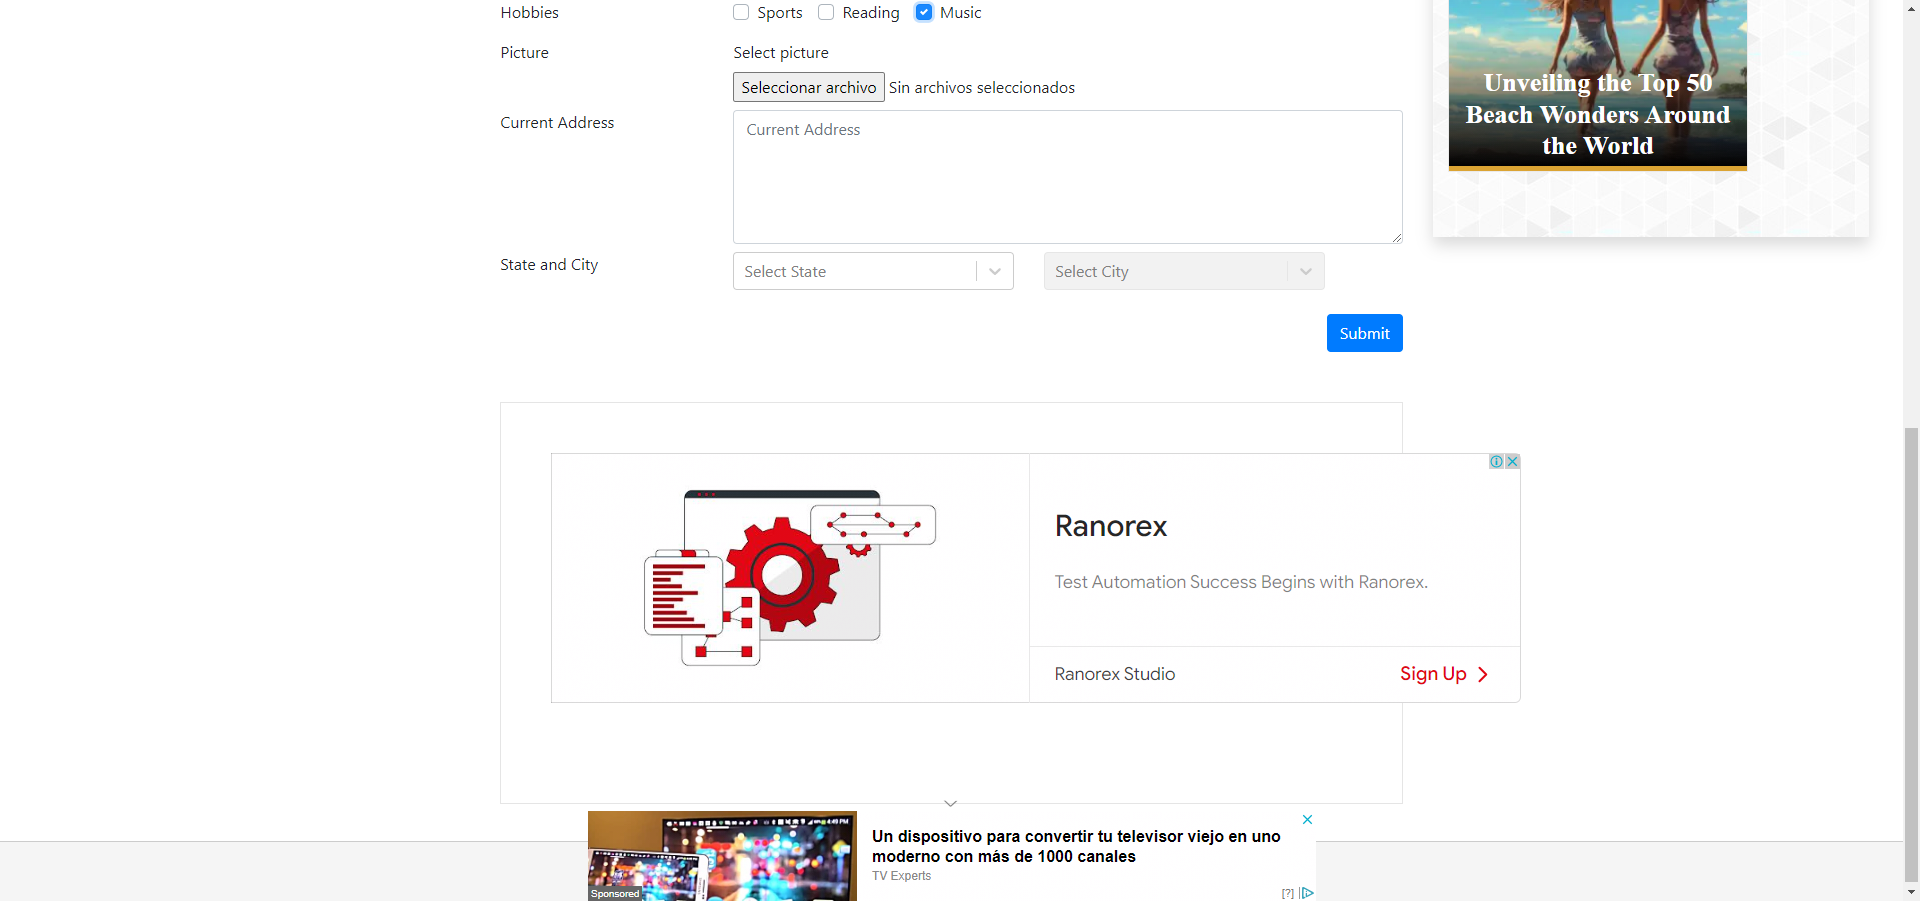 Hobbies
Sports Reading Music
Picture
Select picture
Seleccionar archivo Sin archivos seleccionados
Current Address
Current Address
State and City
Select State
Select City
Submit
Unveiling the Top 50
Beach Wonders Around
the World
Ranorex
Test Automation Success Begins with Ranorex.
Ranorex Studio
Sign Up
Sponsored
Un dispositivo para convertir tu televisor viejo en uno
moderno con más de 1000 canales
TV Experts
[?]